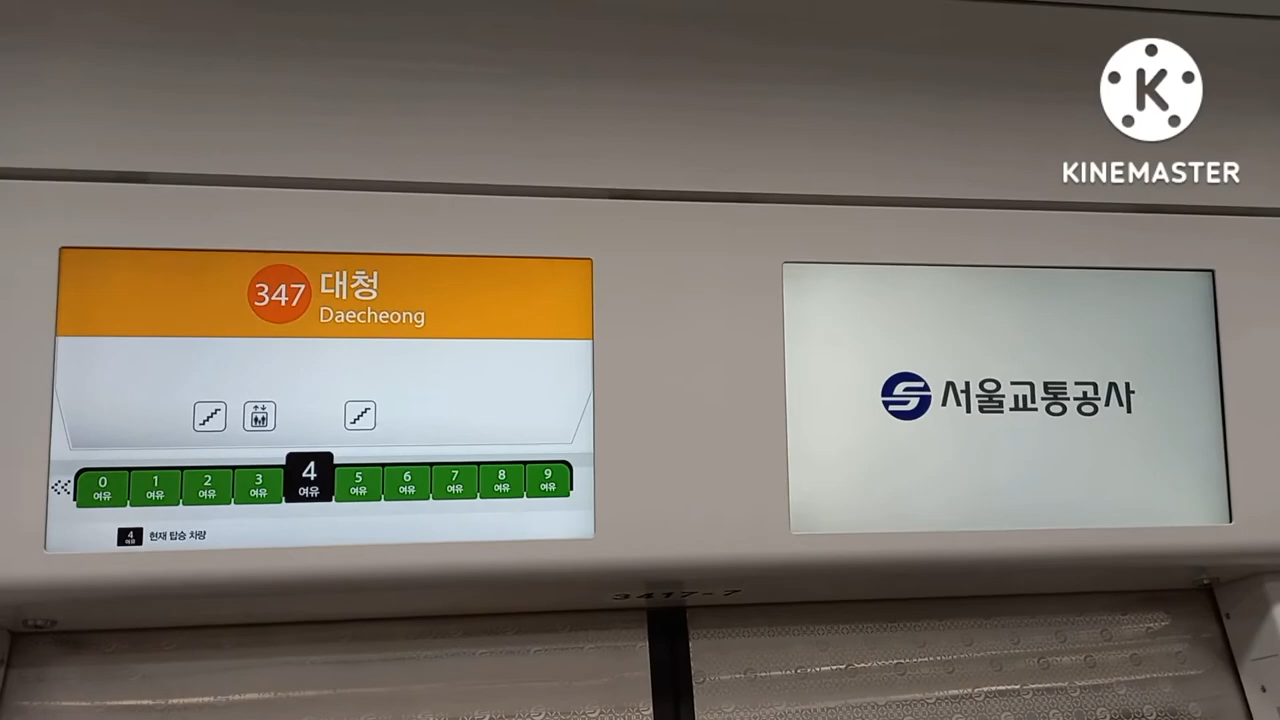 KINEMASTER
347 대청
Daecheong
0 1 2 3 4 5 6 7 8 9
여유 여유 여유 여유 여유 여유 여유 여유 여유 여유
4 현재 탑승 차량
여유
서울교통공사
3417-7